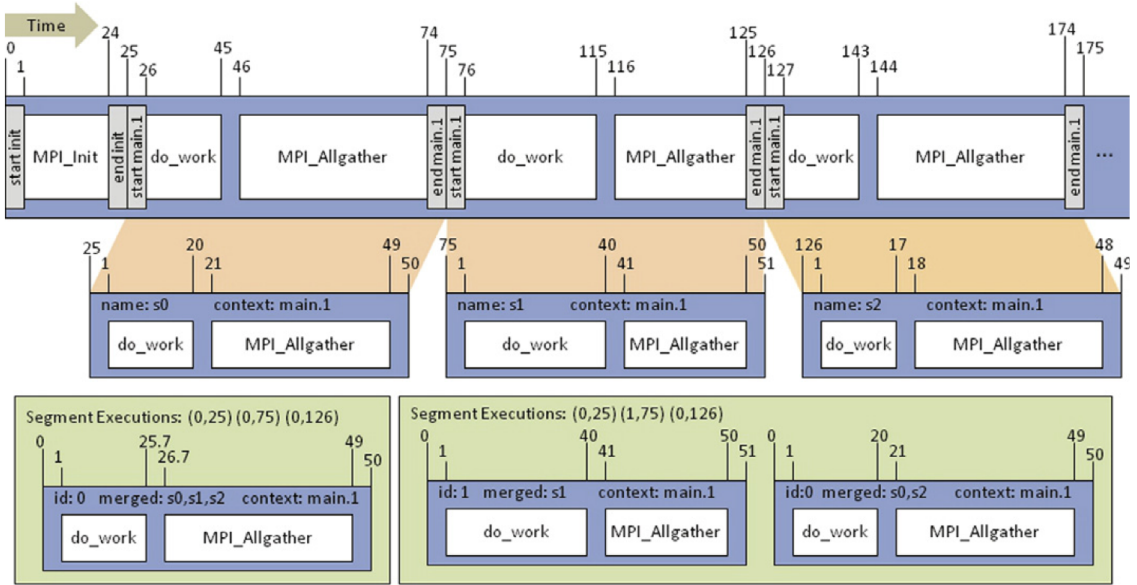 Time
0 24 45 74 115 125 143 174
1 25 46 75 116 126 144 175
26 76 127
start init
MPI_Init
end init
start main.1
do_work
MPI_Allgather
end main.1
start main.1
do_work
MPI_Allgather
end main.1
start main.1
do_work
MPI_Allgather
end main.1
...
25 20 49
1 21 50
name: s0 context: main.1
do_work MPI_Allgather
75 40 50
1 41 51
name: s1 context: main.1
do_work MPI_Allgather
126 17 48
1 18 49
name: s2 context: main.1
do_work MPI_Allgather
Segment Executions: (0,25) (0,75) (0,126)
0 25.7 49
1 26.7 50
id: 0 merged: s0,s1,s2 context: main.1
do_work MPI_Allgather
Segment Executions: (0,25) (1,75) (0,126)
0 40 50
1 41 51
id: 1 merged: s1 context: main.1
do_work MPI_Allgather
0 20 49
1 21 50
id:0 merged: s0,s2 context: main.1
do_work MPI_Allgather